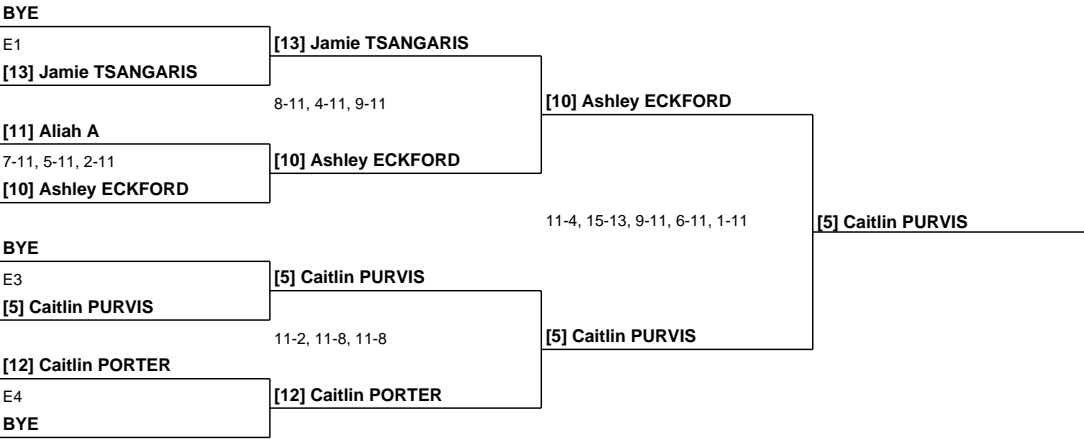 BYE
E1
[13] Jamie TSANGARIS
[13] Jamie TSANGARIS
8-11, 4-11, 9-11
[10] Ashley ECKFORD
[11] Aliah A
7-11, 5-11, 2-11
[10] Ashley ECKFORD
[10] Ashley ECKFORD
11-4, 15-13, 9-11, 6-11, 1-11
[5] Caitlin PURVIS
BYE
E3
[5] Caitlin PURVIS
[5] Caitlin PURVIS
11-2, 11-8, 11-8
[5] Caitlin PURVIS
[12] Caitlin PORTER
E4
BYE
[12] Caitlin PORTER